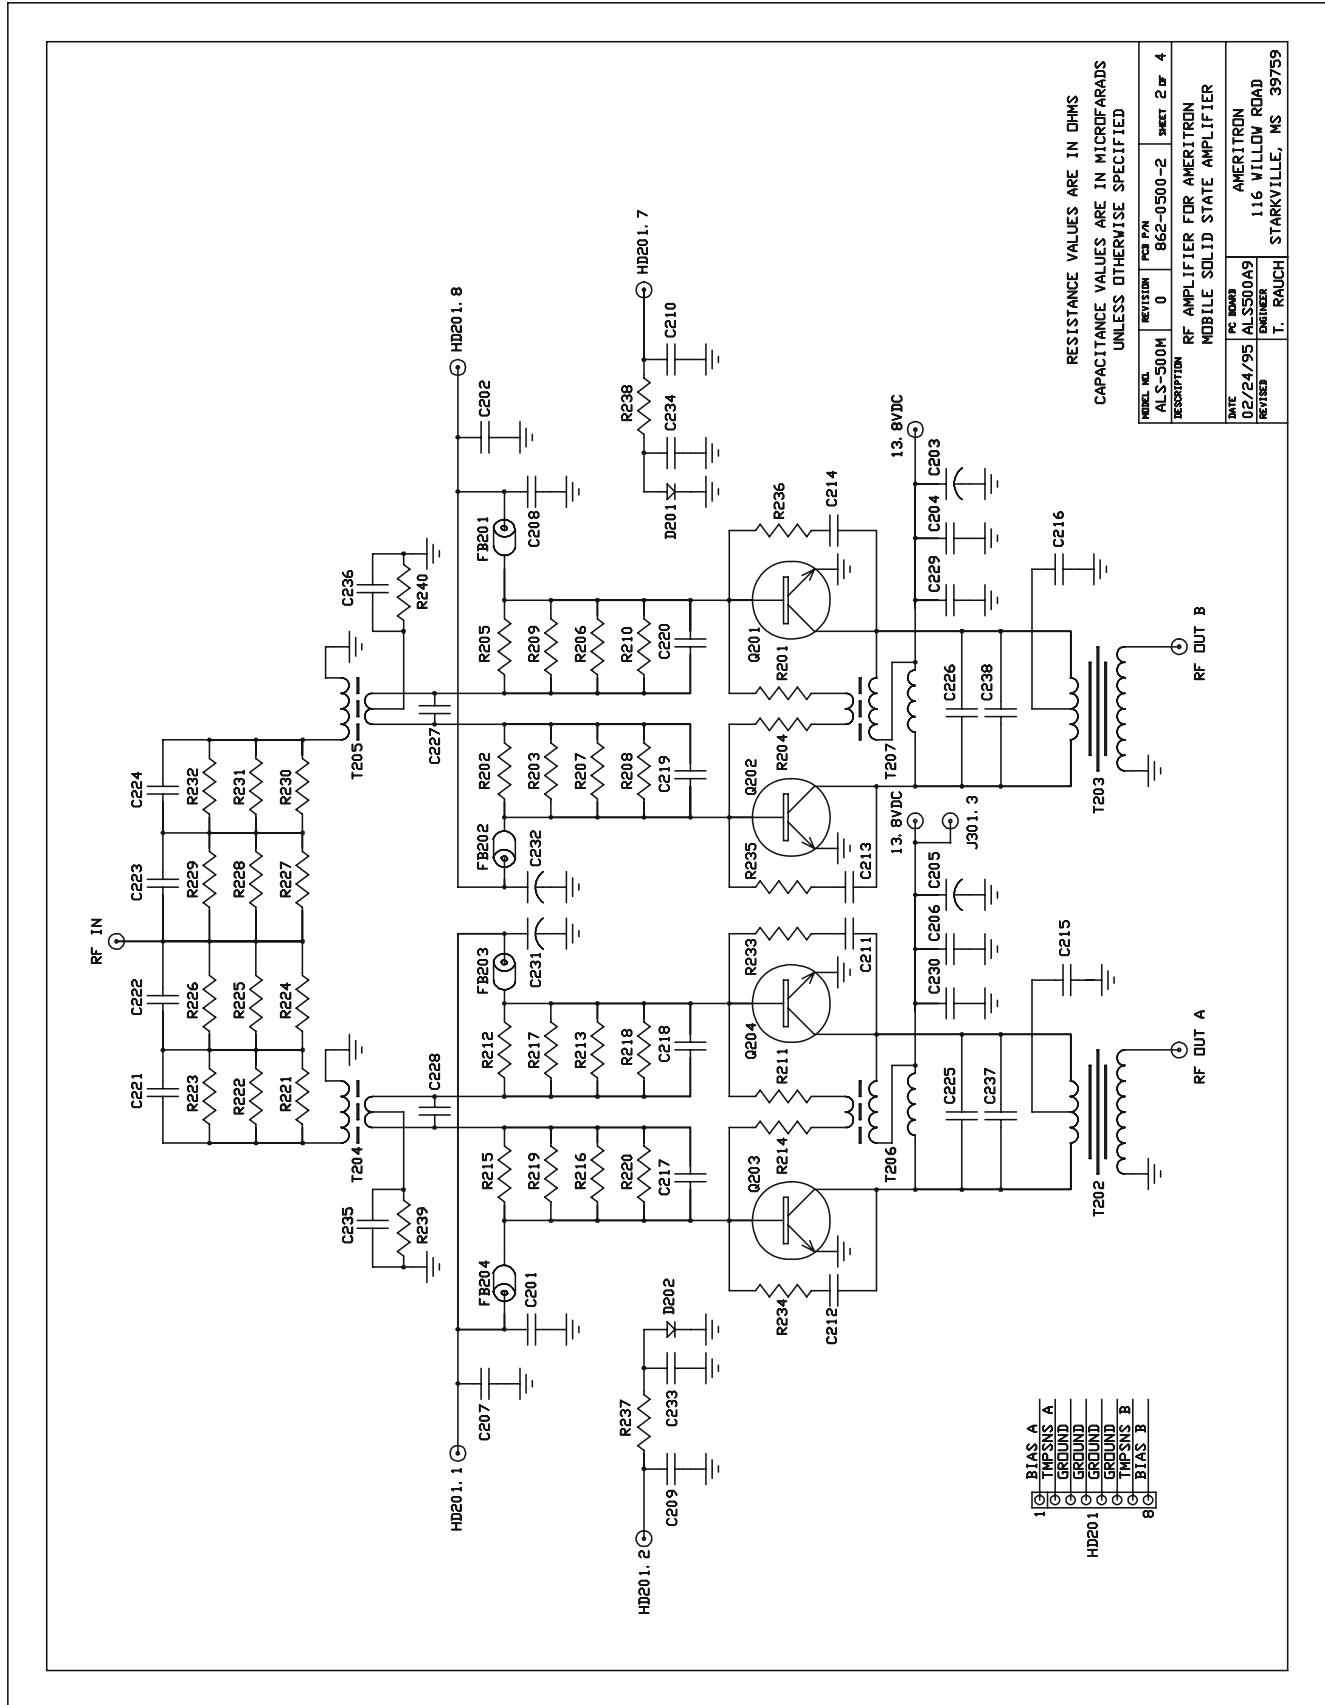 RF IN
C221
C222
C223
C224
R223
R226
R229
R232
R222
R225
R228
R231
R221
R224
R227
R230
T204
T205
C235
R239
C228
C227
C236
R240
HD201.1
C207
C201
FB204
FB203
C231
FB202
C232
FB201
C208
C202
HD201.8
R215
R219
R216
R220
C217
R212
R217
R213
R218
C218
R202
R203
R207
R208
C219
R205
R209
R206
R210
C220
HD201.2
C209
R237
C233
D202
D201
C234
R238
C210
HD201.7
Q203
R234
C212
R214
R211
Q204
R233
C211
T206
Q202
R235
C213
R204
R201
Q201
R236
C214
T207
13.8VDC
J301.3
C230
C206
C205
C225
C237
C215
T202
RF OUT A
13.8VDC
C229
C204
C203
C226
C238
C216
T203
RF OUT B
HD201
1
8
BIAS A
TMPSNS A
GROUND
GROUND
GROUND
GROUND
TMPSNS B
BIAS B
RESISTANCE VALUES ARE IN OHMS
CAPACITANCE VALUES ARE IN MICROFARADS
UNLESS OTHERWISE SPECIFIED
MODEL NO. REVISION PCB P/N
ALS-500M 0 862-0500-2 SHEET 2 OF 4
DESCRIPTION
RF AMPLIFIER FOR AMERITRON
MOBILE SOLID STATE AMPLIFIER
DATE PC BOARD
02/24/95 ALS500A9
REVISED ENGINEER
T. RAUCH
AMERITRON
116 WILLOW ROAD
STARKVILLE, MS 39759